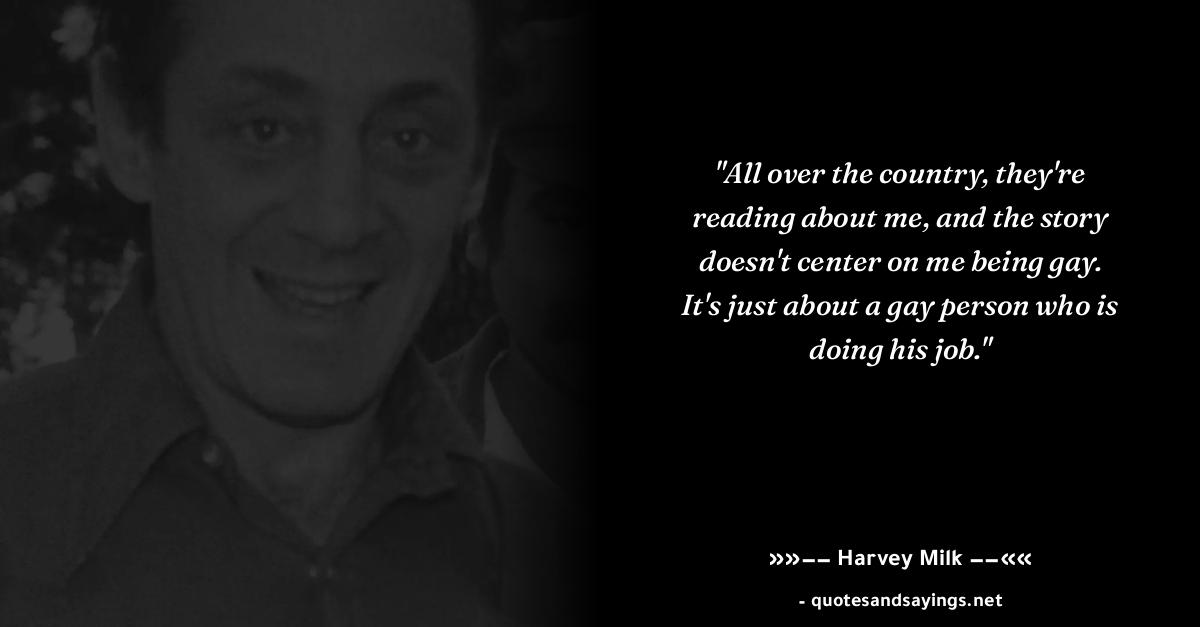 "All over the country, they're
reading about me, and the story
doesn't center on me being gay.
It's just about a gay person who is
doing his job."
»»—— Harvey Milk ——««
- quotesandsayings.net